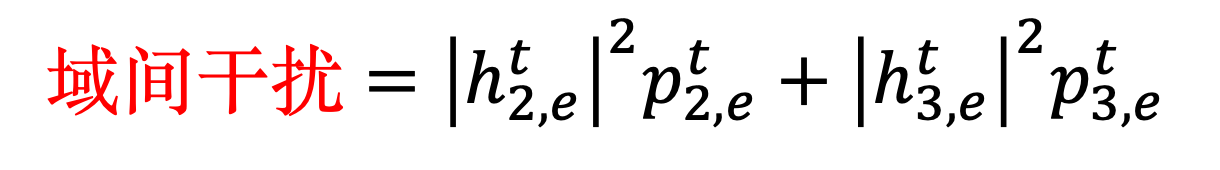 域间干扰 = |h^t_{2,e}|^2 p^t_{2,e} + |h^t_{3,e}|^2 p^t_{3,e}